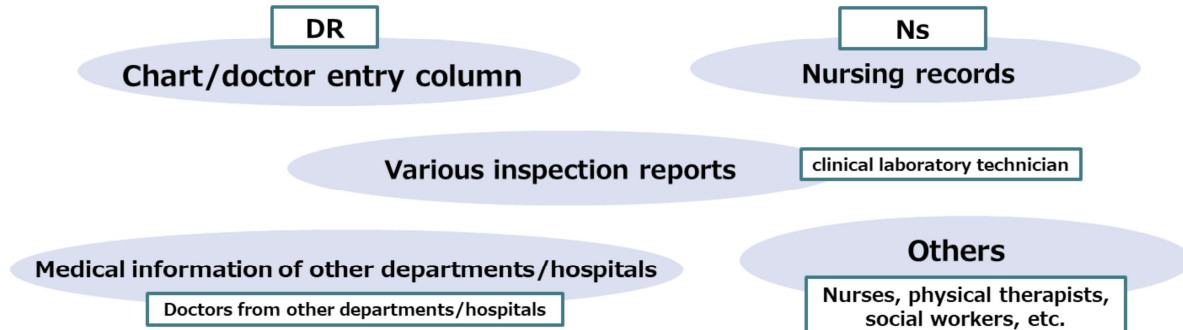 DR
Chart/doctor entry column
Ns
Nursing records
Various inspection reports
clinical laboratory technician
Medical information of other departments/hospitals
Doctors from other departments/hospitals
Others
Nurses, physical therapists,
social workers, etc.